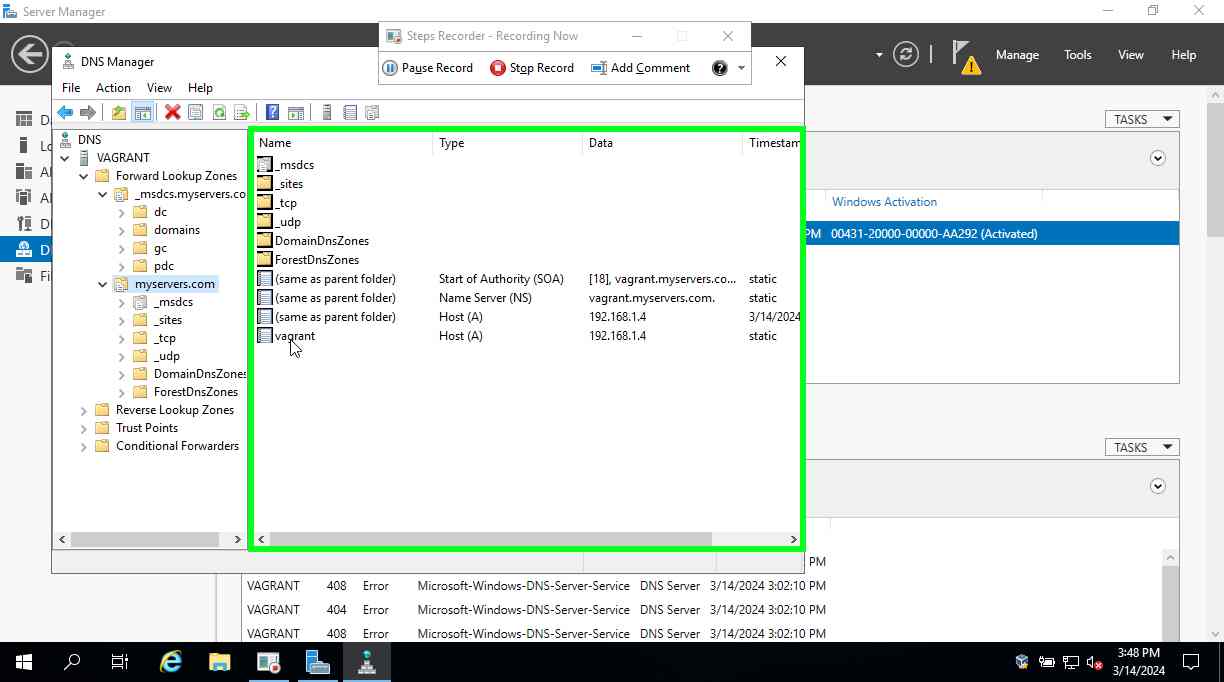 Server Manager
Steps Recorder - Recording Now
Pause Record Stop Record Add Comment
Manage Tools View Help
DNS Manager
File Action View Help
DNS
VAGRANT
Forward Lookup Zones
_msdcs.myservers.co
dc
domains
gc
pdc
myservers.com
_msdcs
_sites
_tcp
_udp
DomainDnsZones
ForestDnsZones
Reverse Lookup Zones
Trust Points
Conditional Forwarders
Name Type Data Timestam
_msdcs
_sites
_tcp
_udp
DomainDnsZones
ForestDnsZones
(same as parent folder) Start of Authority (SOA) [18], vagrant.myservers.co... static
(same as parent folder) Name Server (NS) vagrant.myservers.com. static
(same as parent folder) Host (A) 192.168.1.4 3/14/2024
vagrant Host (A) 192.168.1.4 static
TASKS
Windows Activation
PM 00431-20000-00000-AA292 (Activated)
TASKS
PM
VAGRANT 408 Error Microsoft-Windows-DNS-Server-Service DNS Server 3/14/2024 3:02:10 PM
VAGRANT 404 Error Microsoft-Windows-DNS-Server-Service DNS Server 3/14/2024 3:02:10 PM
VAGRANT 408 Error Microsoft-Windows-DNS-Server-Service DNS Server 3/14/2024 3:02:10 PM
3:48 PM
3/14/2024